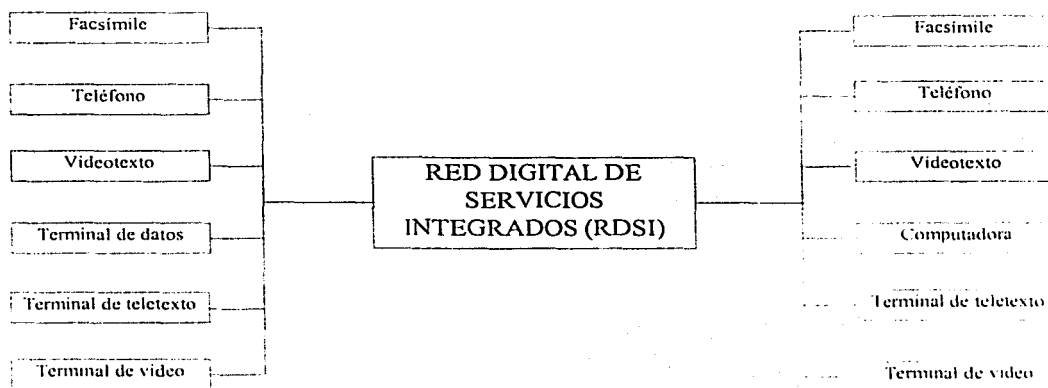 Facsímile
Teléfono
Videotexto
Terminal de datos
Terminal de teletexto
Terminal de video
RED DIGITAL DE
SERVICIOS
INTEGRADOS (RDSI)
Facsímile
Teléfono
Videotexto
Computadora
Terminal de teletexto
Terminal de video